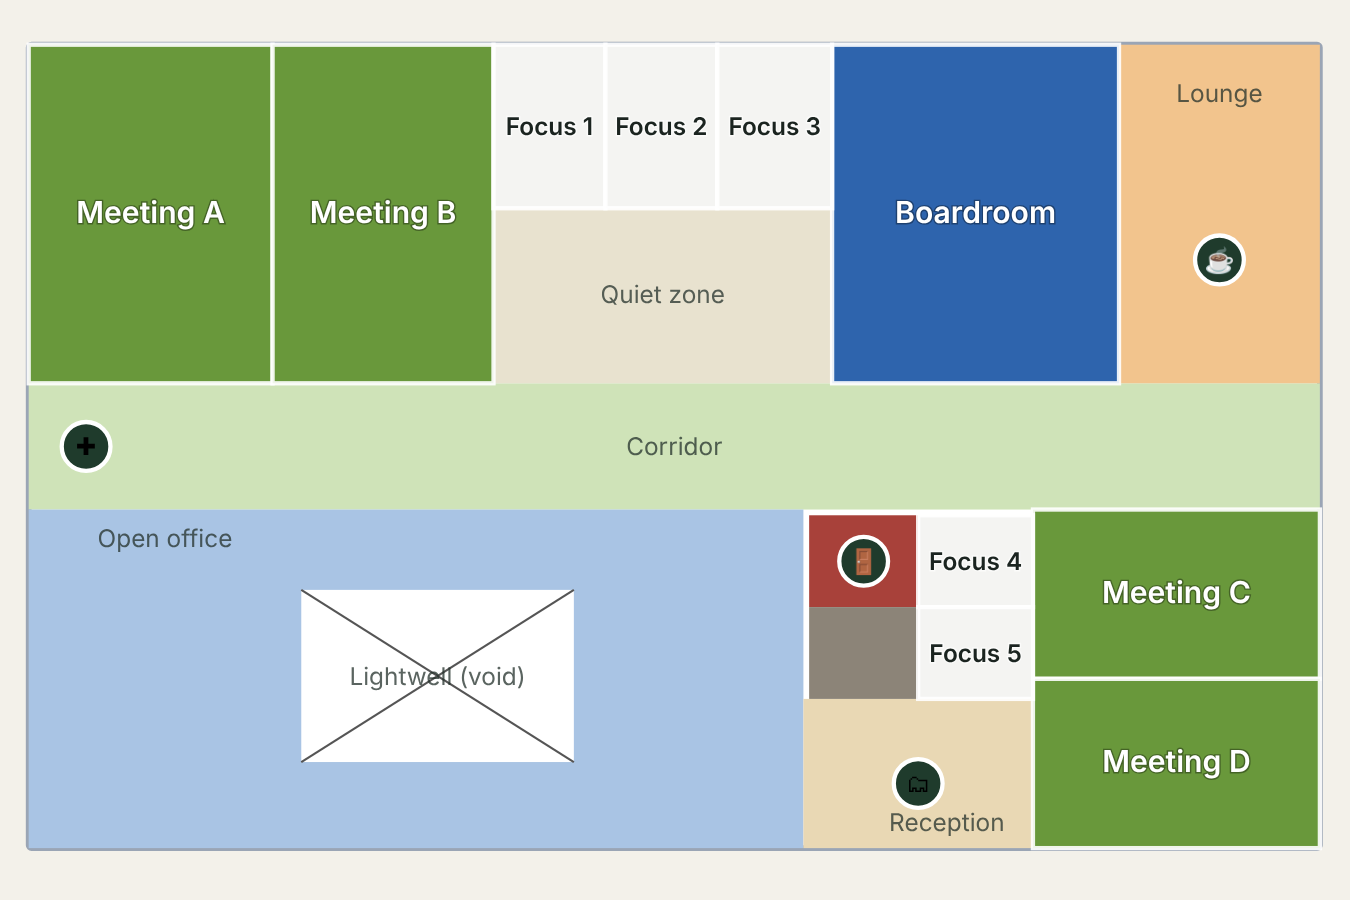 Lounge
Focus 1
Focus 2
Focus 3
Meeting A
Meeting B
Boardroom
Quiet zone
Corridor
Open office
Focus 4
Meeting C
Focus 5
Lightwell (void)
Meeting D
Reception